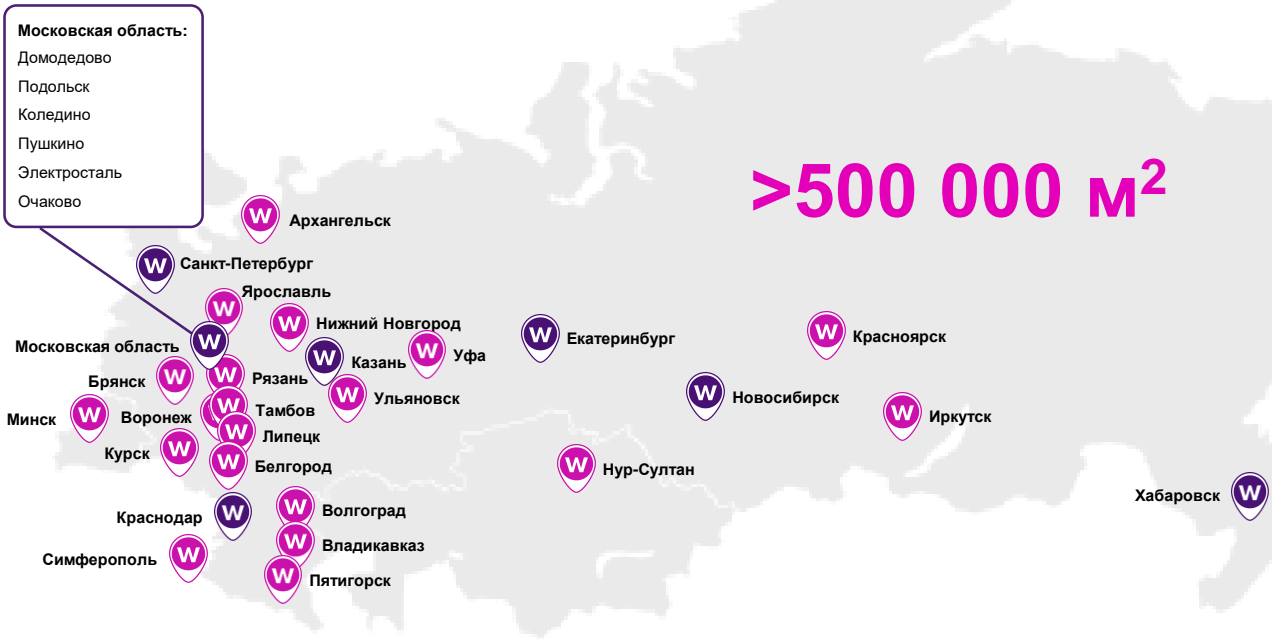 Московская область:
Домодедово
Подольск
Коледино
Пушкино
Электросталь
Очаково
>500 000 м²
W Архангельск
W Санкт-Петербург
W Ярославль
W Нижний Новгород
Московская область W
W Казань
W Уфа
W Екатеринбург
W Красноярск
Брянск W
W Рязань
W Ульяновск
W Новосибирск
Минск W
Воронеж
W Тамбов
W Липецк
W Иркутск
Курск W
W Белгород
W Нур-Султан
Хабаровск W
Краснодар W
W Волгоград
Симферополь W
W Владикавказ
W Пятигорск